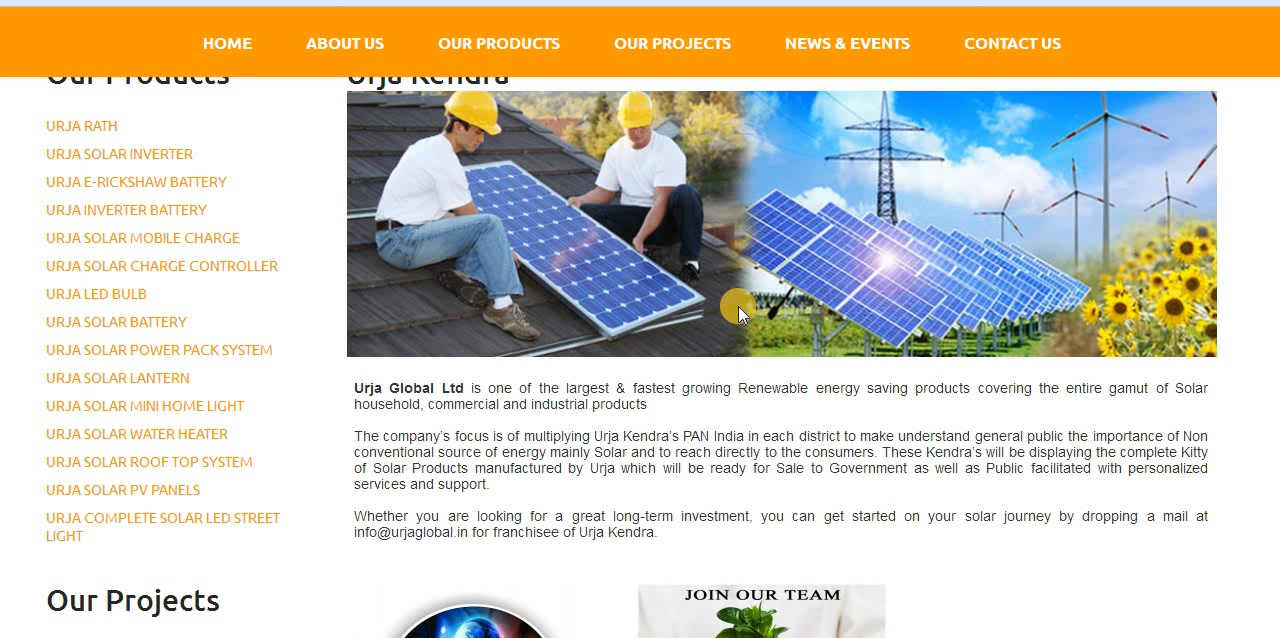 HOME ABOUT US OUR PRODUCTS OUR PROJECTS NEWS & EVENTS CONTACT US
Our Products
URJA RATH
URJA SOLAR INVERTER
URJA E-RICKSHAW BATTERY
URJA INVERTER BATTERY
URJA SOLAR MOBILE CHARGE
URJA SOLAR CHARGE CONTROLLER
URJA LED BULB
URJA SOLAR BATTERY
URJA SOLAR POWER PACK SYSTEM
URJA SOLAR LANTERN
URJA SOLAR MINI HOME LIGHT
URJA SOLAR WATER HEATER
URJA SOLAR ROOF TOP SYSTEM
URJA SOLAR PV PANELS
URJA COMPLETE SOLAR LED STREET
LIGHT
Our Projects
Urja Kendra
Urja Global Ltd is one of the largest & fastest growing Renewable energy saving products covering the entire gamut of Solar
household, commercial and industrial products
The company’s focus is of multiplying Urja Kendra’s PAN India in each district to make understand general public the importance of Non
conventional source of energy mainly Solar and to reach directly to the consumers. These Kendra’s will be displaying the complete Kitty
of Solar Products manufactured by Urja which will be ready for Sale to Government as well as Public facilitated with personalized
services and support.
Whether you are looking for a great long-term investment, you can get started on your solar journey by dropping a mail at
info@urjaglobal.in for franchisee of Urja Kendra.
JOIN OUR TEAM